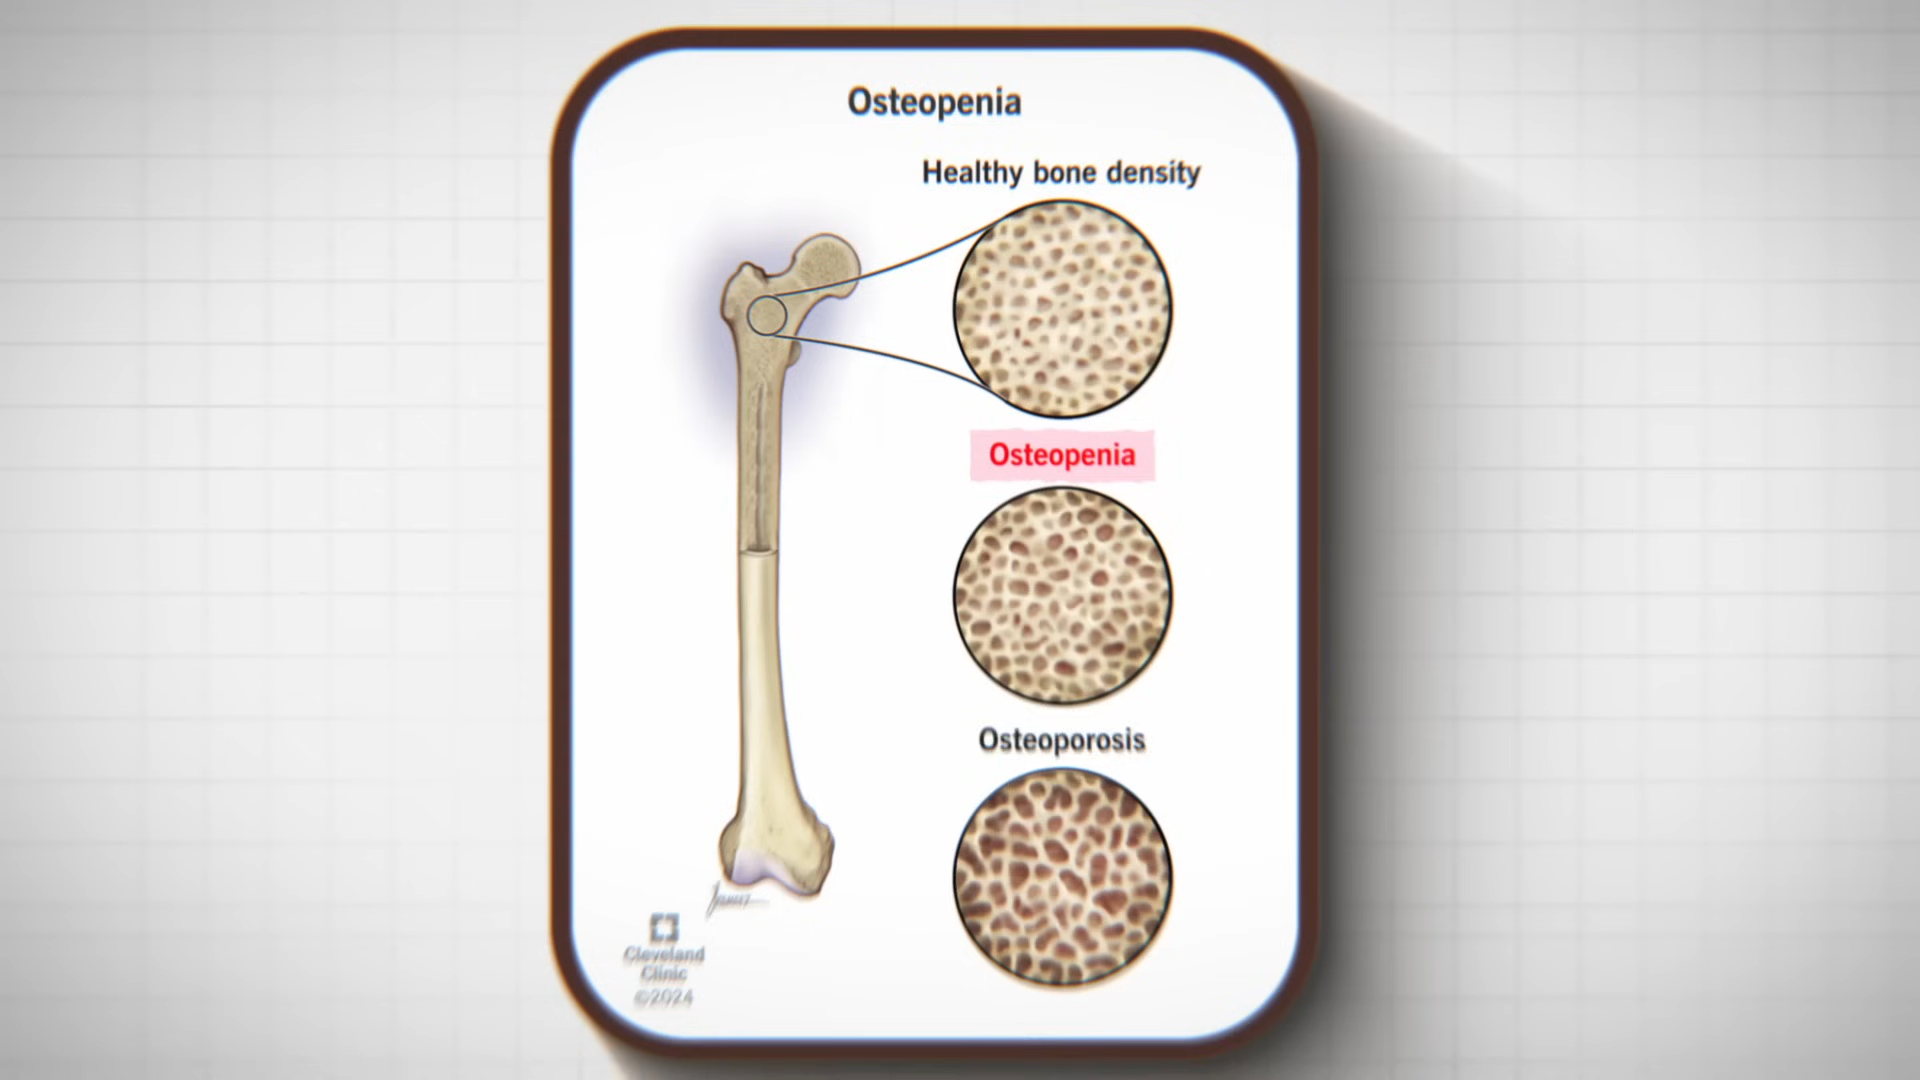 Osteopenia
Healthy bone density
Osteopenia
Osteoporosis
Cleveland
Clinic
©2024